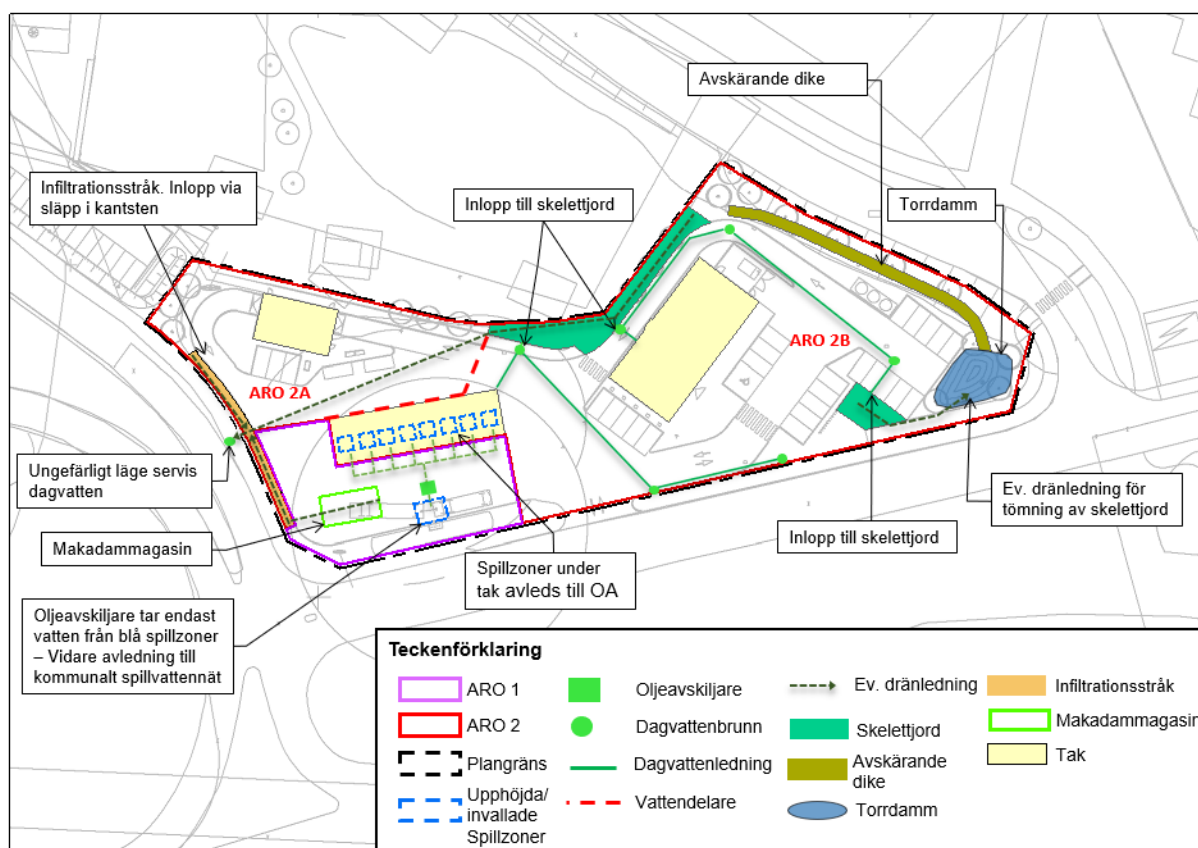 Avskärande dike
Infiltrationsstråk. Inlopp via
släpp i kantsten
Inlopp till skelettjord
Torrdamm
ARO 2A
ARO 2B
Ungefärligt läge servis
dagvatten
Makadammagasin
Oljeavskiljare tar endast
vatten från blå spillzoner
– Vidare avledning till
kommunalt spillvattennät
Spillzoner under
tak avleds till OA
Inlopp till skelettjord
Ev. dränledning för
tömning av skelettjord
Teckenförklaring
ARO 1
ARO 2
Plangräns
Upphöjda/
invallade
Spillzoner
Oljeavskiljare
Dagvattenbrunn
Dagvattenledning
Vattendelare
Ev. dränledning
Skelettjord
Avskärande
dike
Torrdamm
Infiltrationsstråk
Makadammagasin
Tak